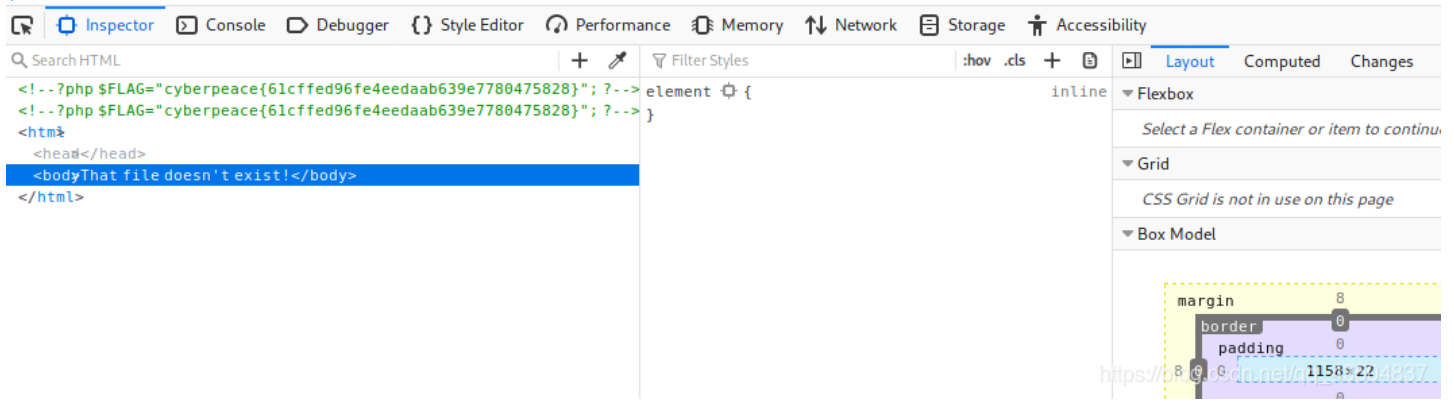 Inspector Console Debugger Style Editor Performance Memory Network Storage Accessibility
Search HTML
Filter Styles :hov .cls
Layout Computed Changes
<!--?php $FLAG="cyberpeace{61cffed96fe4eedaab639e7780475828}"; ?-->
<!--?php $FLAG="cyberpeace{61cffed96fe4eedaab639e7780475828}"; ?-->
<html>
<head></head>
<body>That file doesn't exist!</body>
</html>
element { inline
}
Flexbox
Select a Flex container or item to continu
Grid
CSS Grid is not in use on this page
Box Model
margin 8
border 0
padding 0
8 0 0 1158×22
0